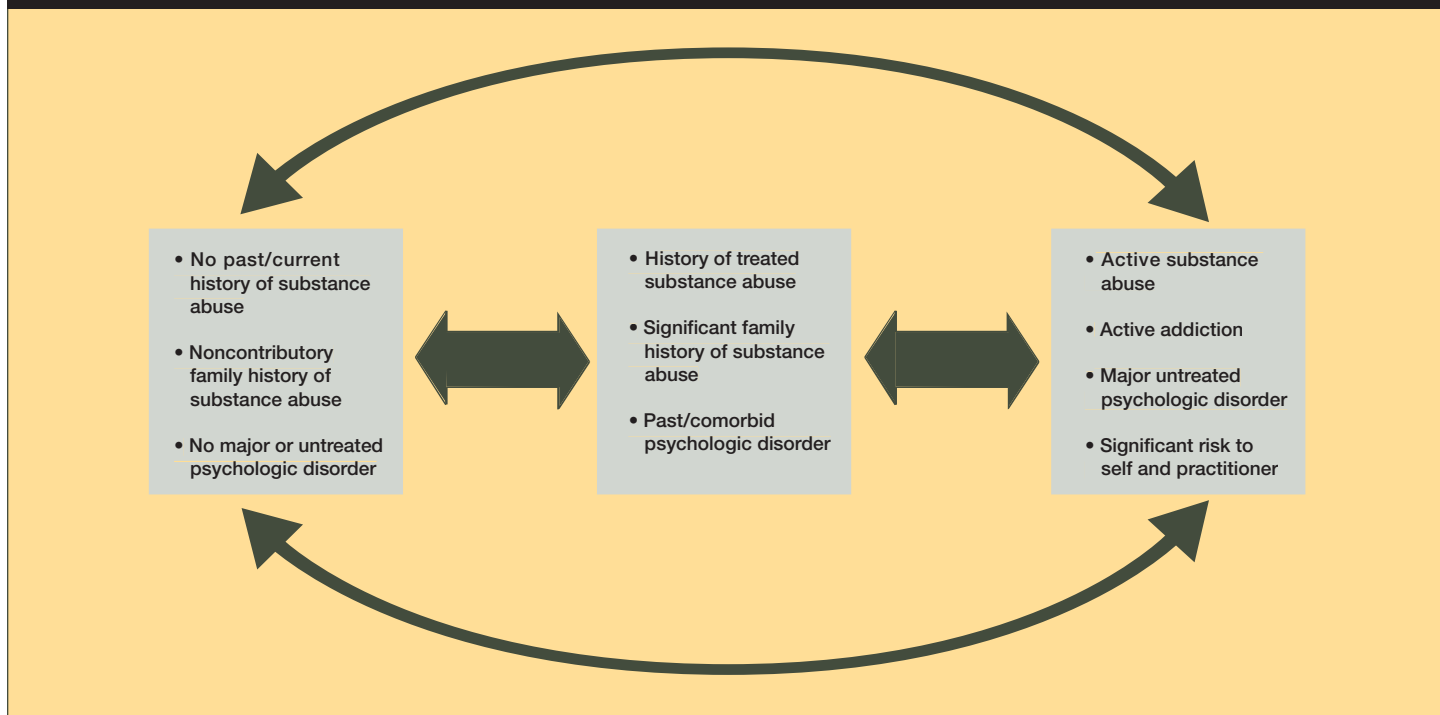 • No past/current
history of substance
abuse
• Noncontributory
family history of
substance abuse
• No major or untreated
psychologic disorder
• History of treated
substance abuse
• Significant family
history of substance
abuse
• Past/comorbid
psychologic disorder
• Active substance
abuse
• Active addiction
• Major untreated
psychologic disorder
• Significant risk to
self and practitioner